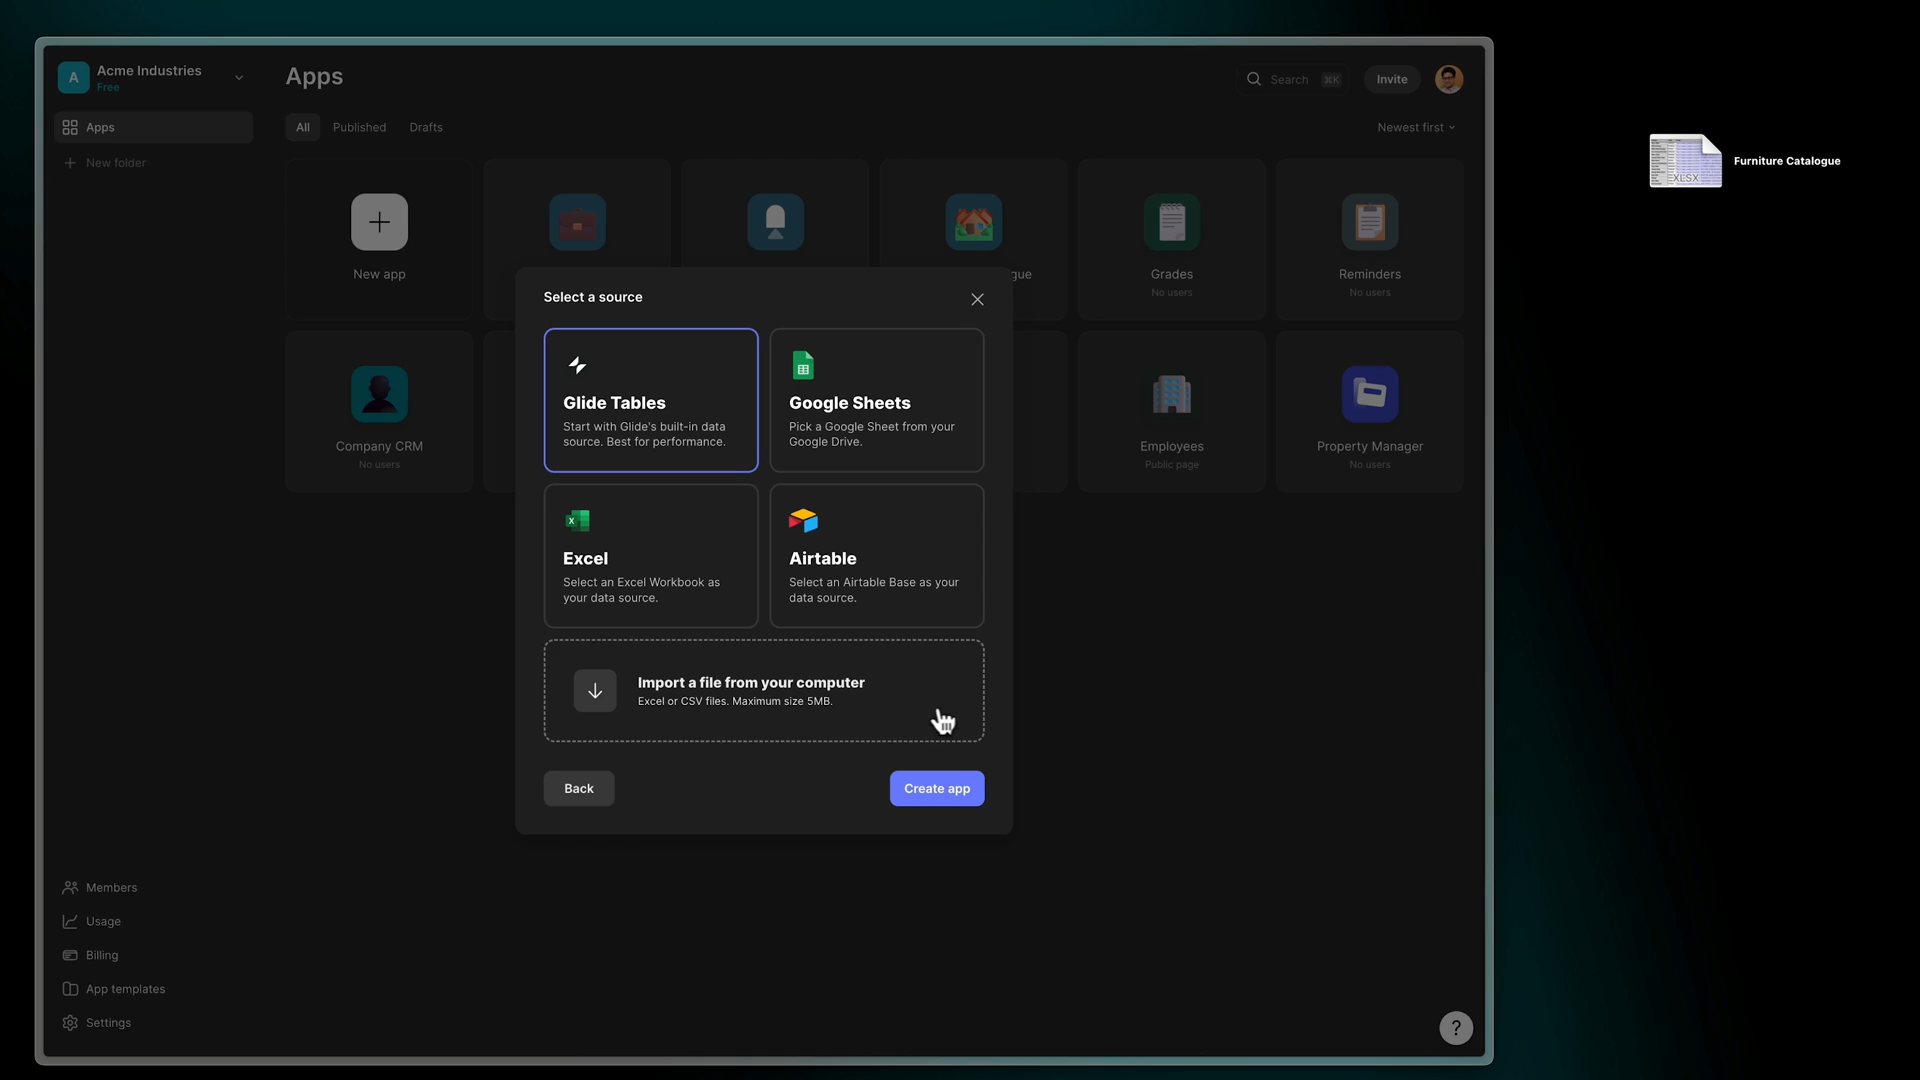 A
Acme Industries
Free
Apps
Search ⌘K
Invite
Apps
New folder
All
Published
Drafts
Newest first
New app
gue
Grades
No users
Reminders
No users
Company CRM
No users
Employees
Public page
Property Manager
No users
Select a source
Glide Tables
Start with Glide's built-in data
source. Best for performance.
Google Sheets
Pick a Google Sheet from your
Google Drive.
X
Excel
Select an Excel Workbook as
your data source.
Airtable
Select an Airtable Base as your
data source.
Import a file from your computer
Excel or CSV files. Maximum size 5MB.
Back
Create app
Members
Usage
Billing
App templates
Settings
?
XLSX
Furniture Catalogue